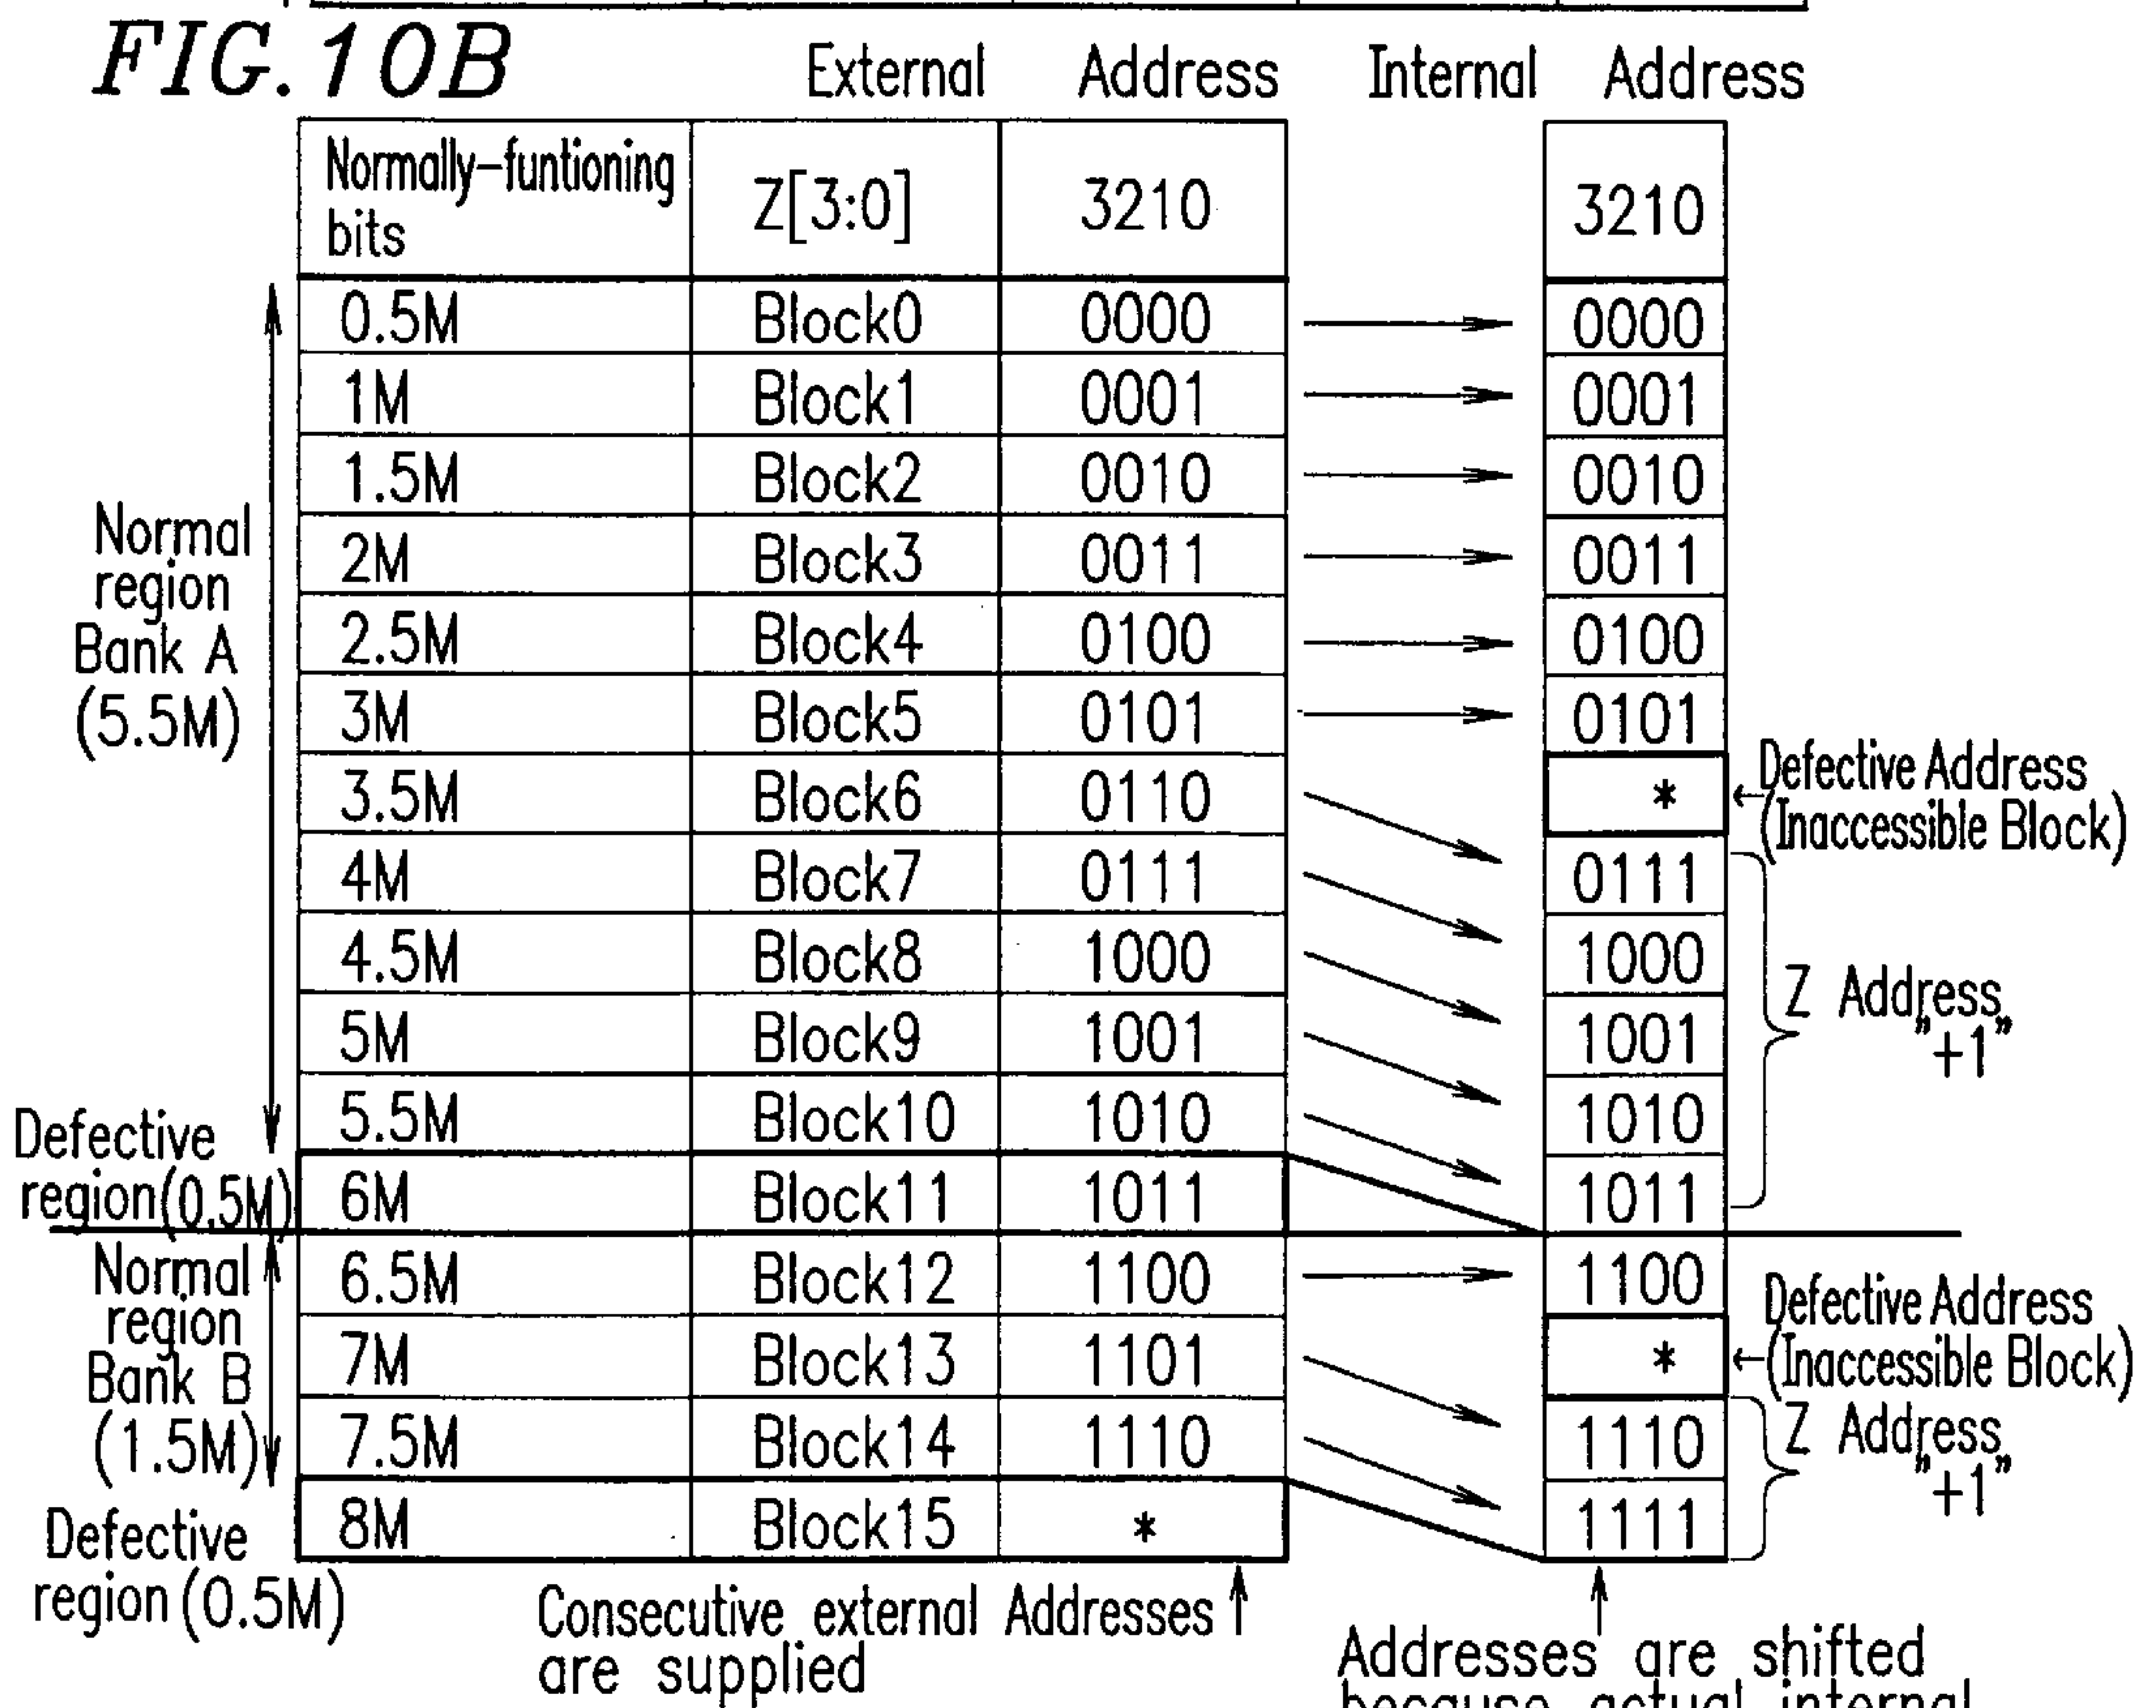 FIG. 10B
External Address Internal Address
Normally-funtioning bits Z[3:0] 3210 3210
0.5M Block0 0000 0000
1M Block1 0001 0001
1.5M Block2 0010 0010
2M Block3 0011 0011
2.5M Block4 0100 0100
3M Block5 0101 0101
3.5M Block6 0110 *
4M Block7 0111 0111
4.5M Block8 1000 1000
5M Block9 1001 1001
5.5M Block10 1010 1010
6M Block11 1011 1011
6.5M Block12 1100 1100
7M Block13 1101 *
7.5M Block14 1110 1110
8M Block15 * 1111
Normal
region
Bank A
(5.5M)
Defective
region(0.5M)
Normal
region
Bank B
(1.5M)
Defective
region(0.5M)
Defective Address
(Inaccessible Block)
Z Address
"+1"
Defective Address
(Inaccessible Block)
Z Address
"+1"
Consecutive external Addresses
are supplied
Addresses are shifted
because actual internal